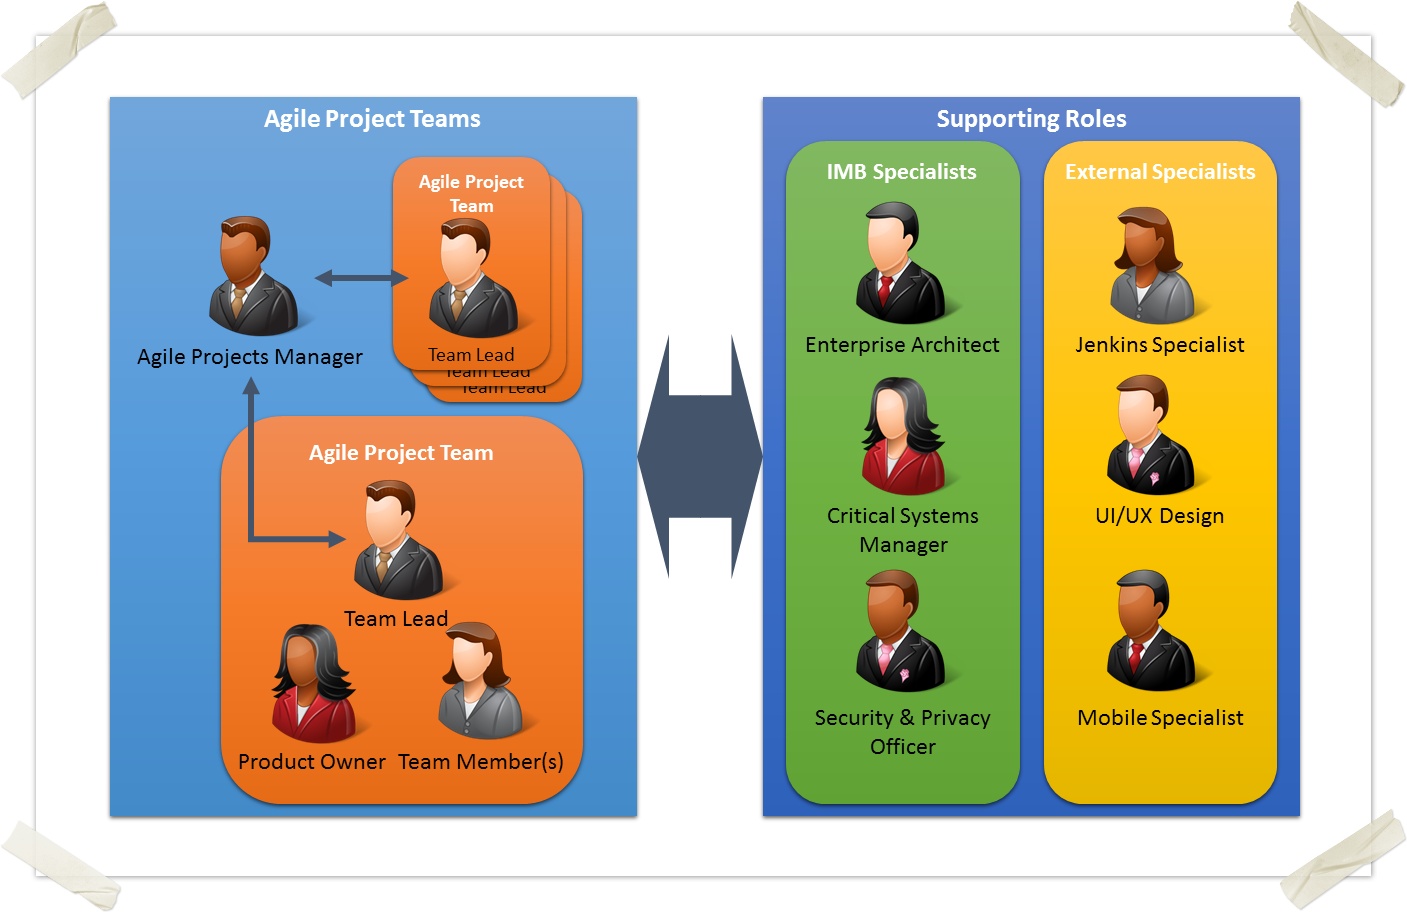 Agile Project Teams
Agile Project
Team
Agile Projects Manager
Team Lead
Team Lead
Team Lead
Agile Project Team
Team Lead
Product Owner
Team Member(s)
Supporting Roles
IMB Specialists
Enterprise Architect
Critical Systems
Manager
Security & Privacy
Officer
External Specialists
Jenkins Specialist
UI/UX Design
Mobile Specialist